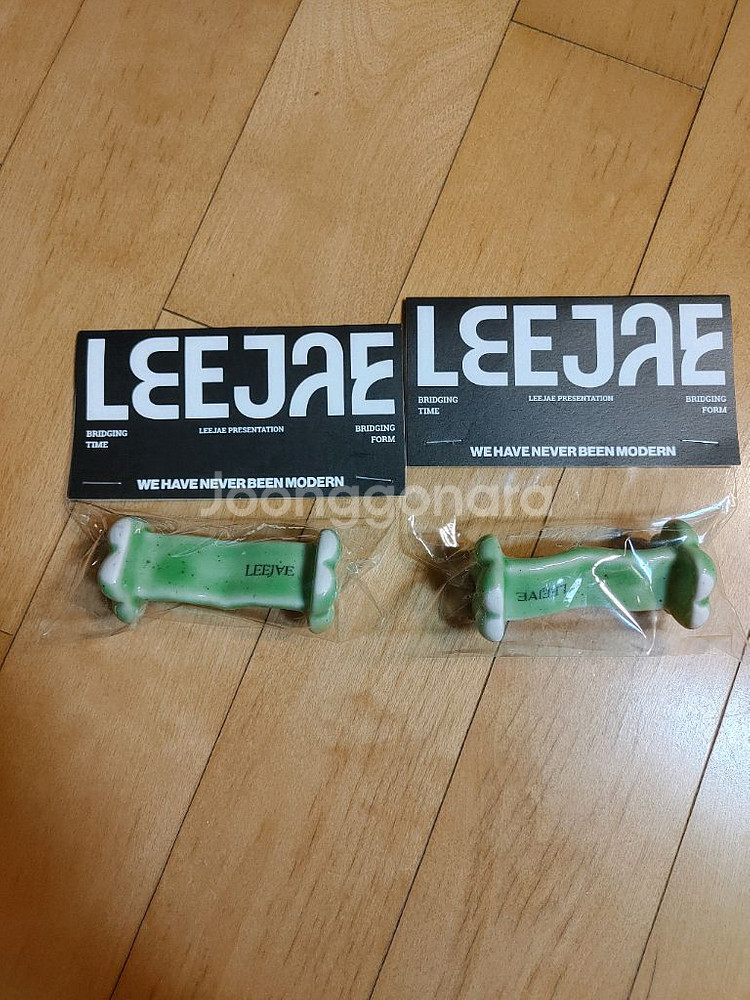 LEEJAE
BRIDGING
TIME
LEEJAE PRESENTATION
BRIDGING
FORM
WE HAVE NEVER BEEN MODERN
LEEJAE
LEEJAE
BRIDGING
TIME
LEEJAE PRESENTATION
BRIDGING
FORM
WE HAVE NEVER BEEN MODERN
LEEJAE
Joonggonara